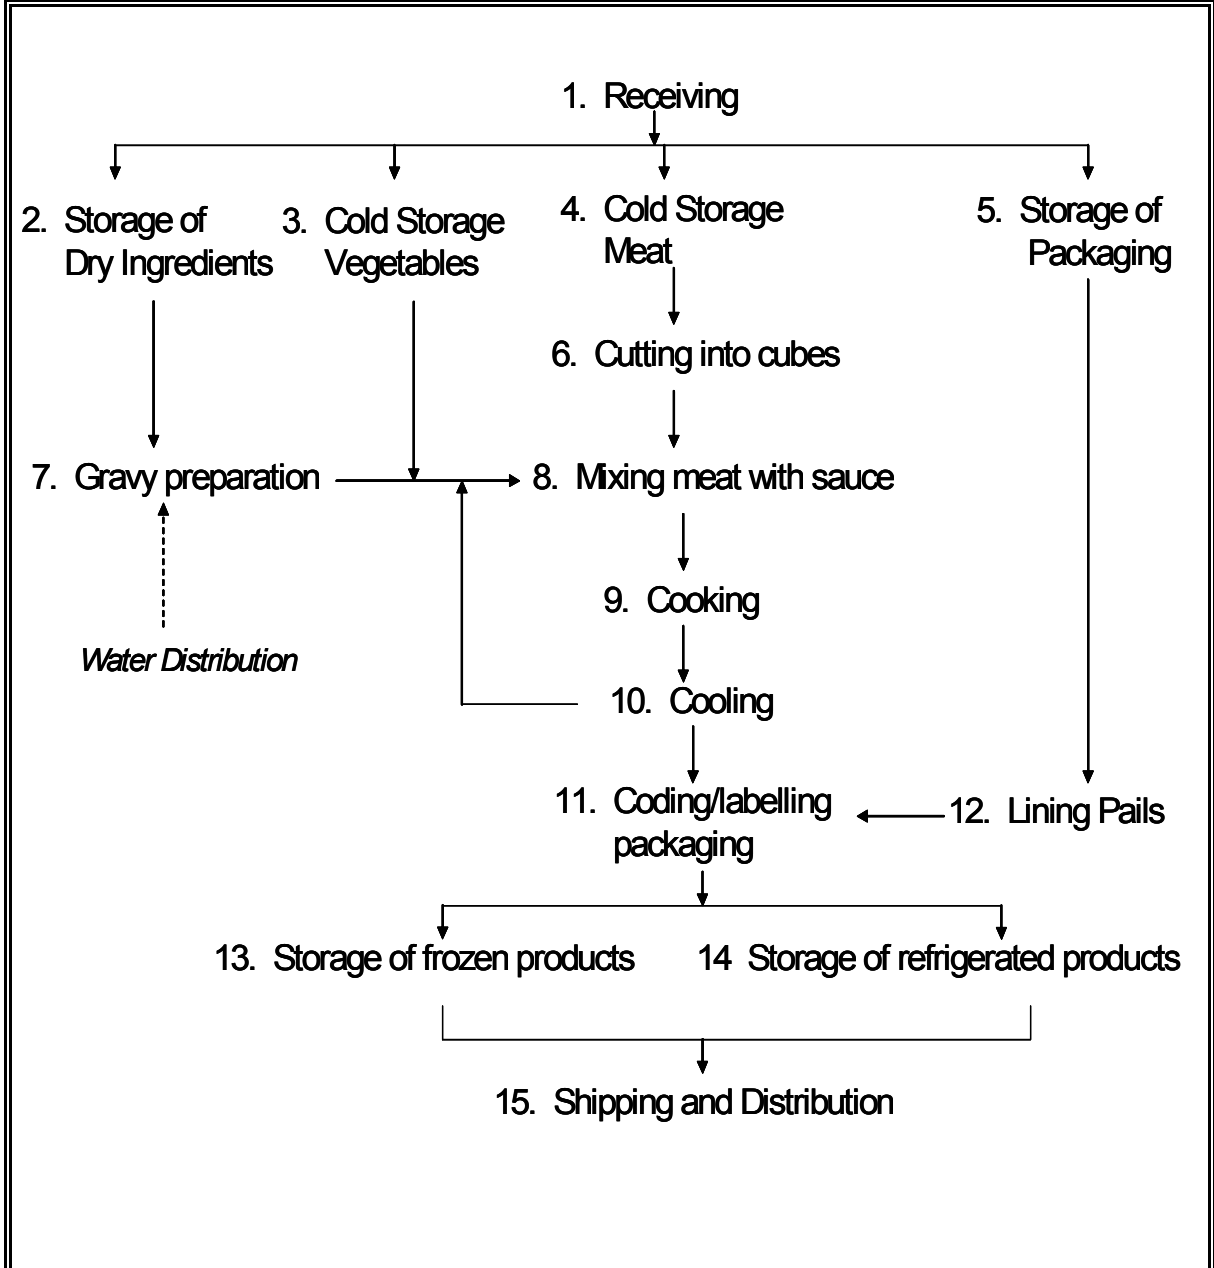 1. Receiving
2. Storage of
Dry Ingredients
3. Cold Storage
Vegetables
4. Cold Storage
Meat
5. Storage of
Packaging
6. Cutting into cubes
7. Gravy preparation
8. Mixing meat with sauce
9. Cooking
Water Distribution
10. Cooling
11. Coding/labelling
packaging
12. Lining Pails
13. Storage of frozen products
14 Storage of refrigerated products
15. Shipping and Distribution